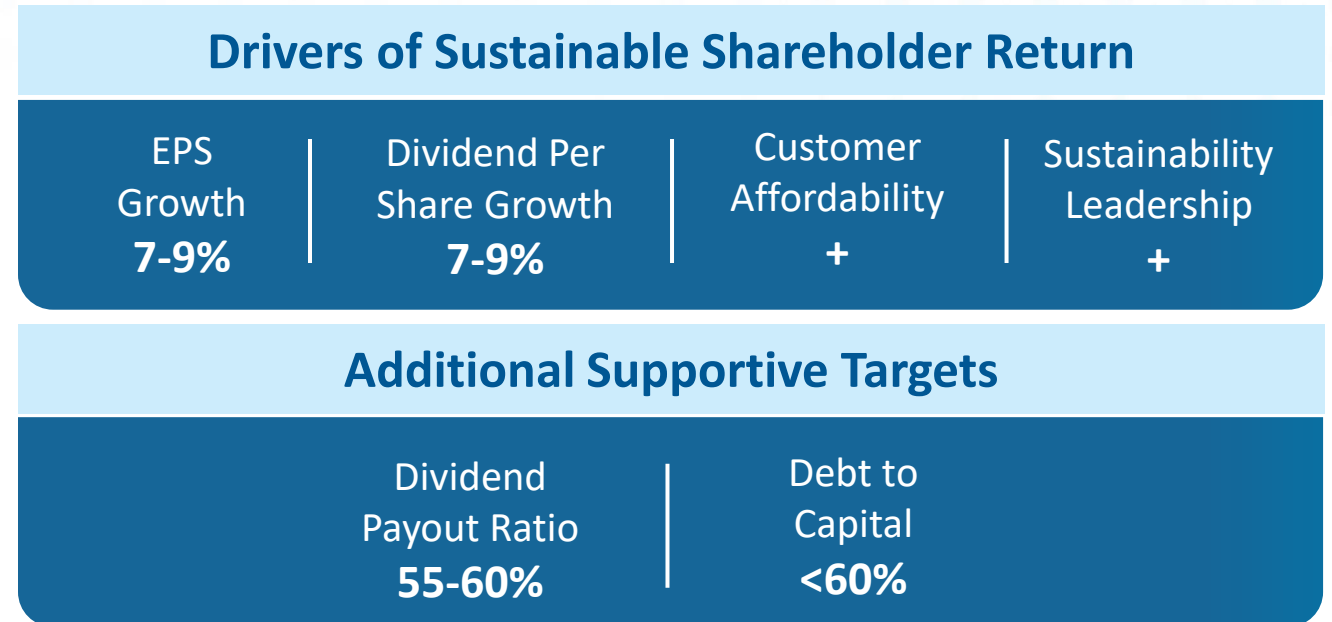 Drivers of Sustainable Shareholder Return
EPS
Growth
7-9%
Dividend Per
Share Growth
7-9%
Customer
Affordability
+
Sustainability
Leadership
+
Additional Supportive Targets
Dividend
Payout Ratio
55-60%
Debt to
Capital
<60%